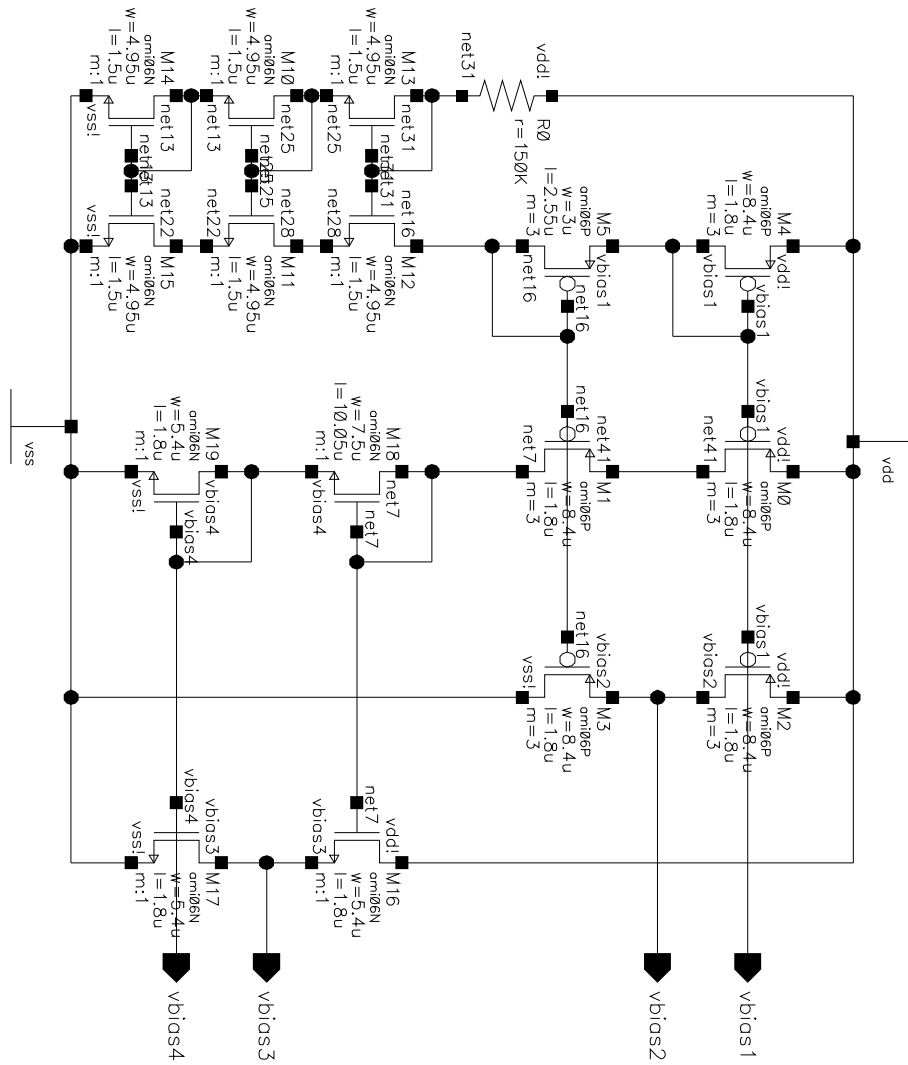 vdd
vdd!
R0
r=150K
net31
M4
vdd!
ami06P
w=8.4u
l=1.8u
m=3
vbias1
vbias1
M0
vdd!
vbias1
ami06P
w=8.4u
l=1.8u
m=3
net41
M2
vdd!
vbias1
ami06P
w=8.4u
l=1.8u
m=3
vbias2
M5
vbias1
ami06P
w=3u
l=2.55u
m=3
net16
net16
M1
net41
net16
ami06P
w=8.4u
l=1.8u
m=3
net7
M3
vbias2
net16
ami06P
w=8.4u
l=1.8u
m=3
vss!
M13
net31
ami06N
w=4.95u
l=1.5u
m:1
net25
net31
M12
net16
ami06N
w=4.95u
l=1.5u
m:1
net28
M18
net7
ami06N
w=7.5u
l=10.05u
m:1
vbias4
net7
M16
vdd!
net7
ami06N
w=5.4u
l=1.8u
m:1
vbias3
M10
net25
ami06N
w=4.95u
l=1.5u
m:1
net13
net25
M11
net28
ami06N
w=4.95u
l=1.5u
m:1
net22
M19
vbias4
ami06N
w=5.4u
l=1.8u
m:1
vss!
vbias4
M17
vbias3
vbias4
ami06N
w=5.4u
l=1.8u
m:1
vss!
M14
net13
ami06N
w=4.95u
l=1.5u
m:1
vss!
net13
M15
net22
ami06N
w=4.95u
l=1.5u
m:1
vss!
vss
vbias1
vbias2
vbias3
vbias4